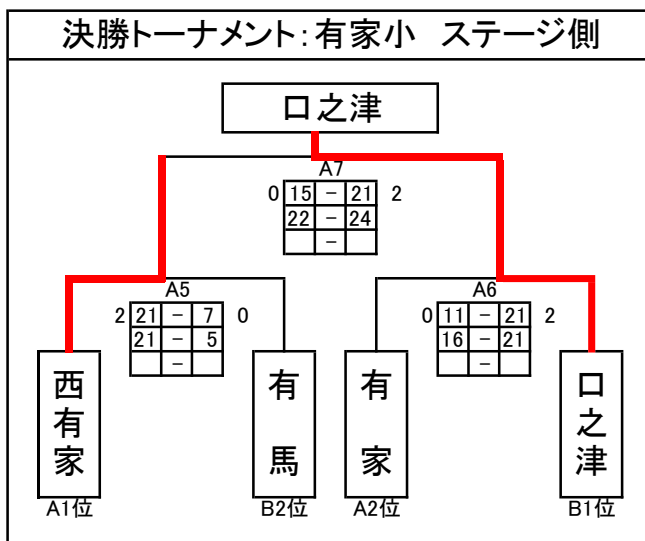 決勝トーナメント:有家小 ステージ側
口之津
A7
0 15 - 21 2
22 - 24
-
A5
2 21 - 7 0
21 - 5
-
A6
0 11 - 21 2
16 - 21
-
西有家
有馬
有家
口之津
A1位
B2位
A2位
B1位